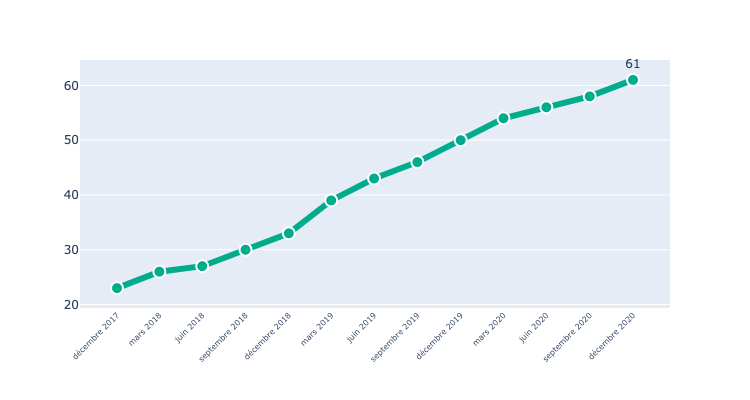 61
60
50
40
30
20
décembre 2017
mars 2018
juin 2018
septembre 2018
décembre 2018
mars 2019
juin 2019
septembre 2019
décembre 2019
mars 2020
juin 2020
septembre 2020
décembre 2020